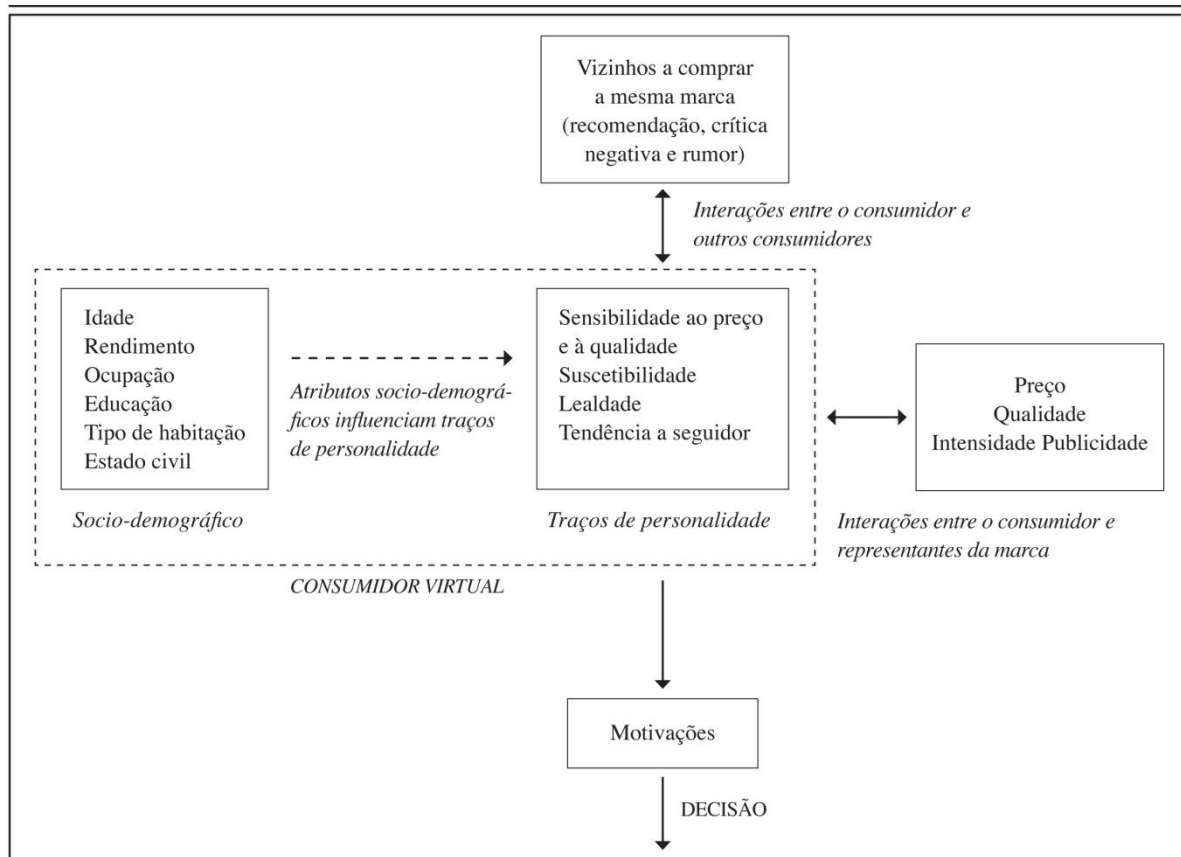 Vizinhos a comprar
a mesma marca
(recomendação, crítica
negativa e rumor)
Interações entre o consumidor e
outros consumidores
Idade
Rendimento
Ocupação
Educação
Tipo de habitação
Estado civil
Socio-demográfico
Atributos socio-demográ-
ficos influenciam traços
de personalidade
Sensibilidade ao preço
e à qualidade
Suscetibilidade
Lealdade
Tendência a seguidor
Traços de personalidade
Preço
Qualidade
Intensidade Publicidade
Interações entre o consumidor e
representantes da marca
CONSUMIDOR VIRTUAL
Motivações
DECISÃO